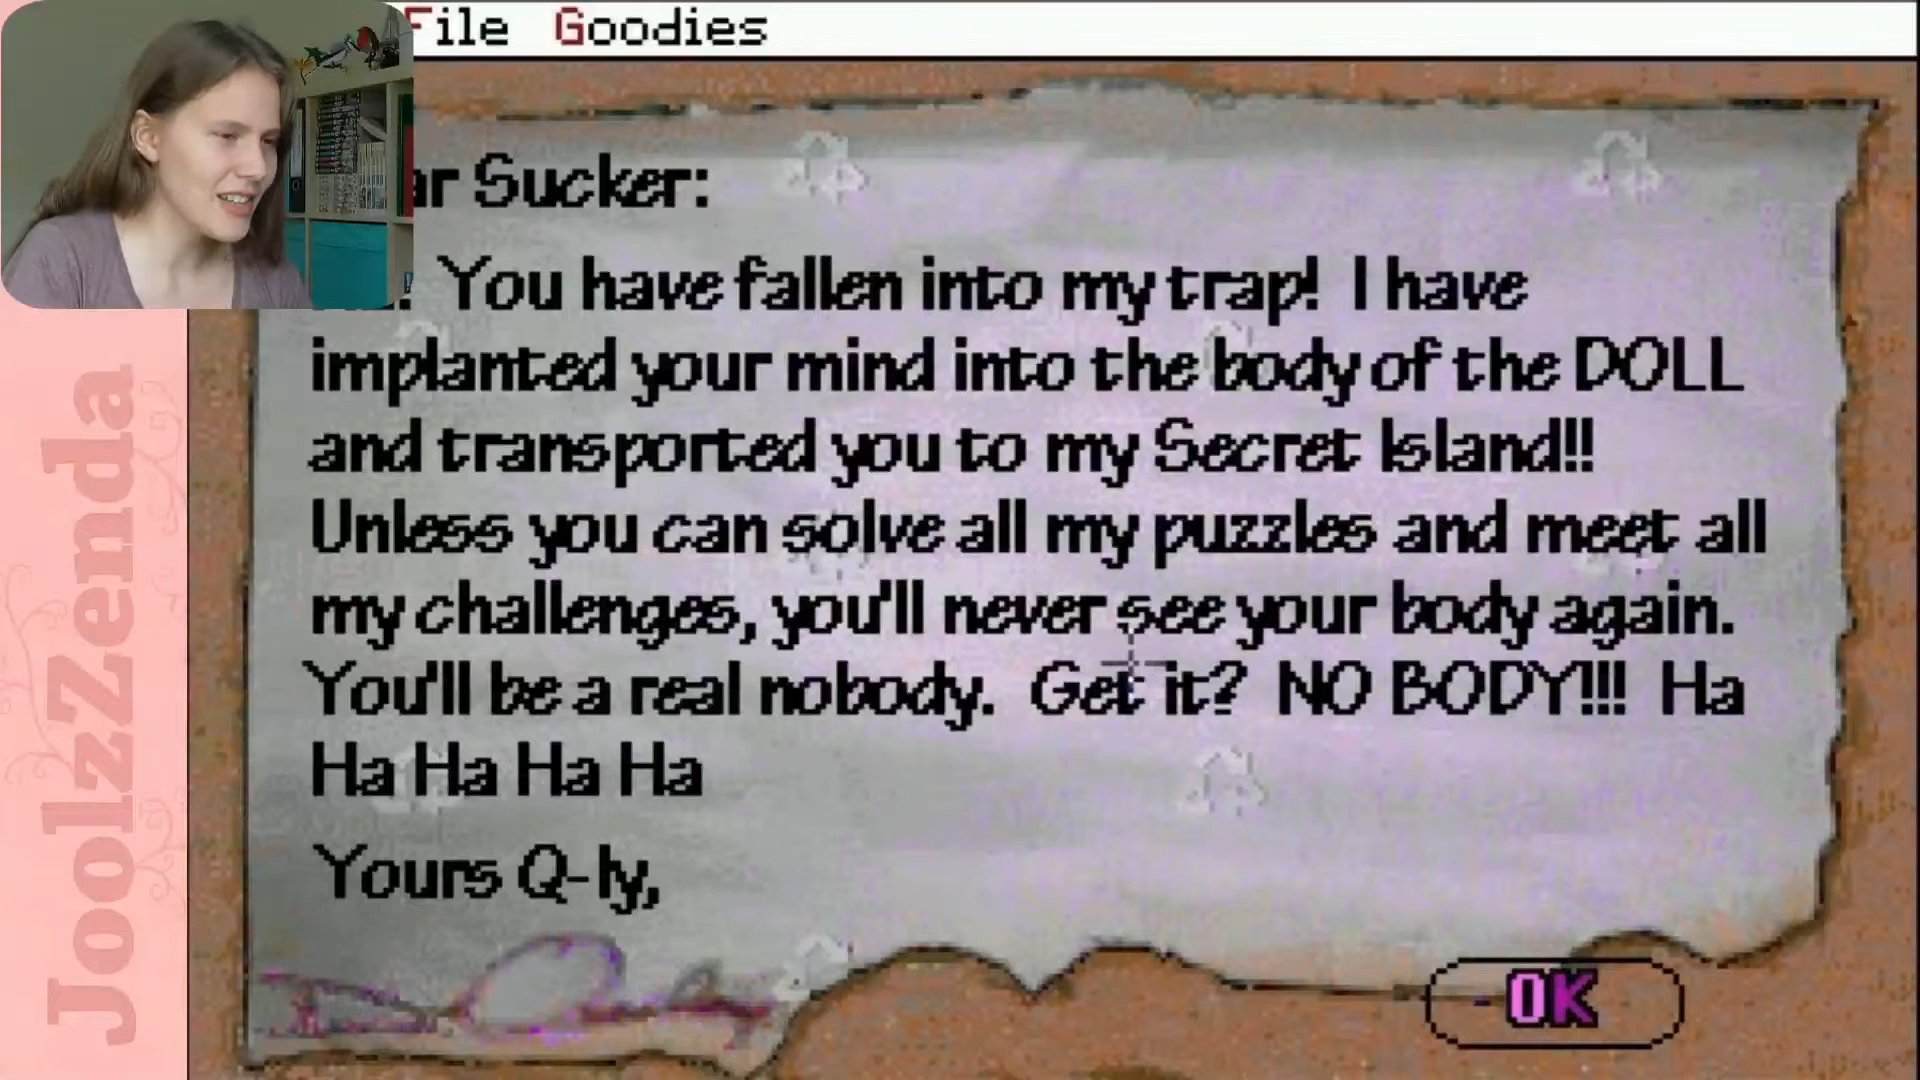 File Goodies
Sucker:
You have fallen into my trap! I have
implanted your mind into the body of the DOLL
and transported you to my Secret Island!!
Unless you can solve all my puzzles and meet all
my challenges, you'll never see your body again.
You'll be a real nobody. Get it? NO BODY!!! Ha
Ha Ha Ha Ha
Yours Q-ly,
OK
JoolzZenda